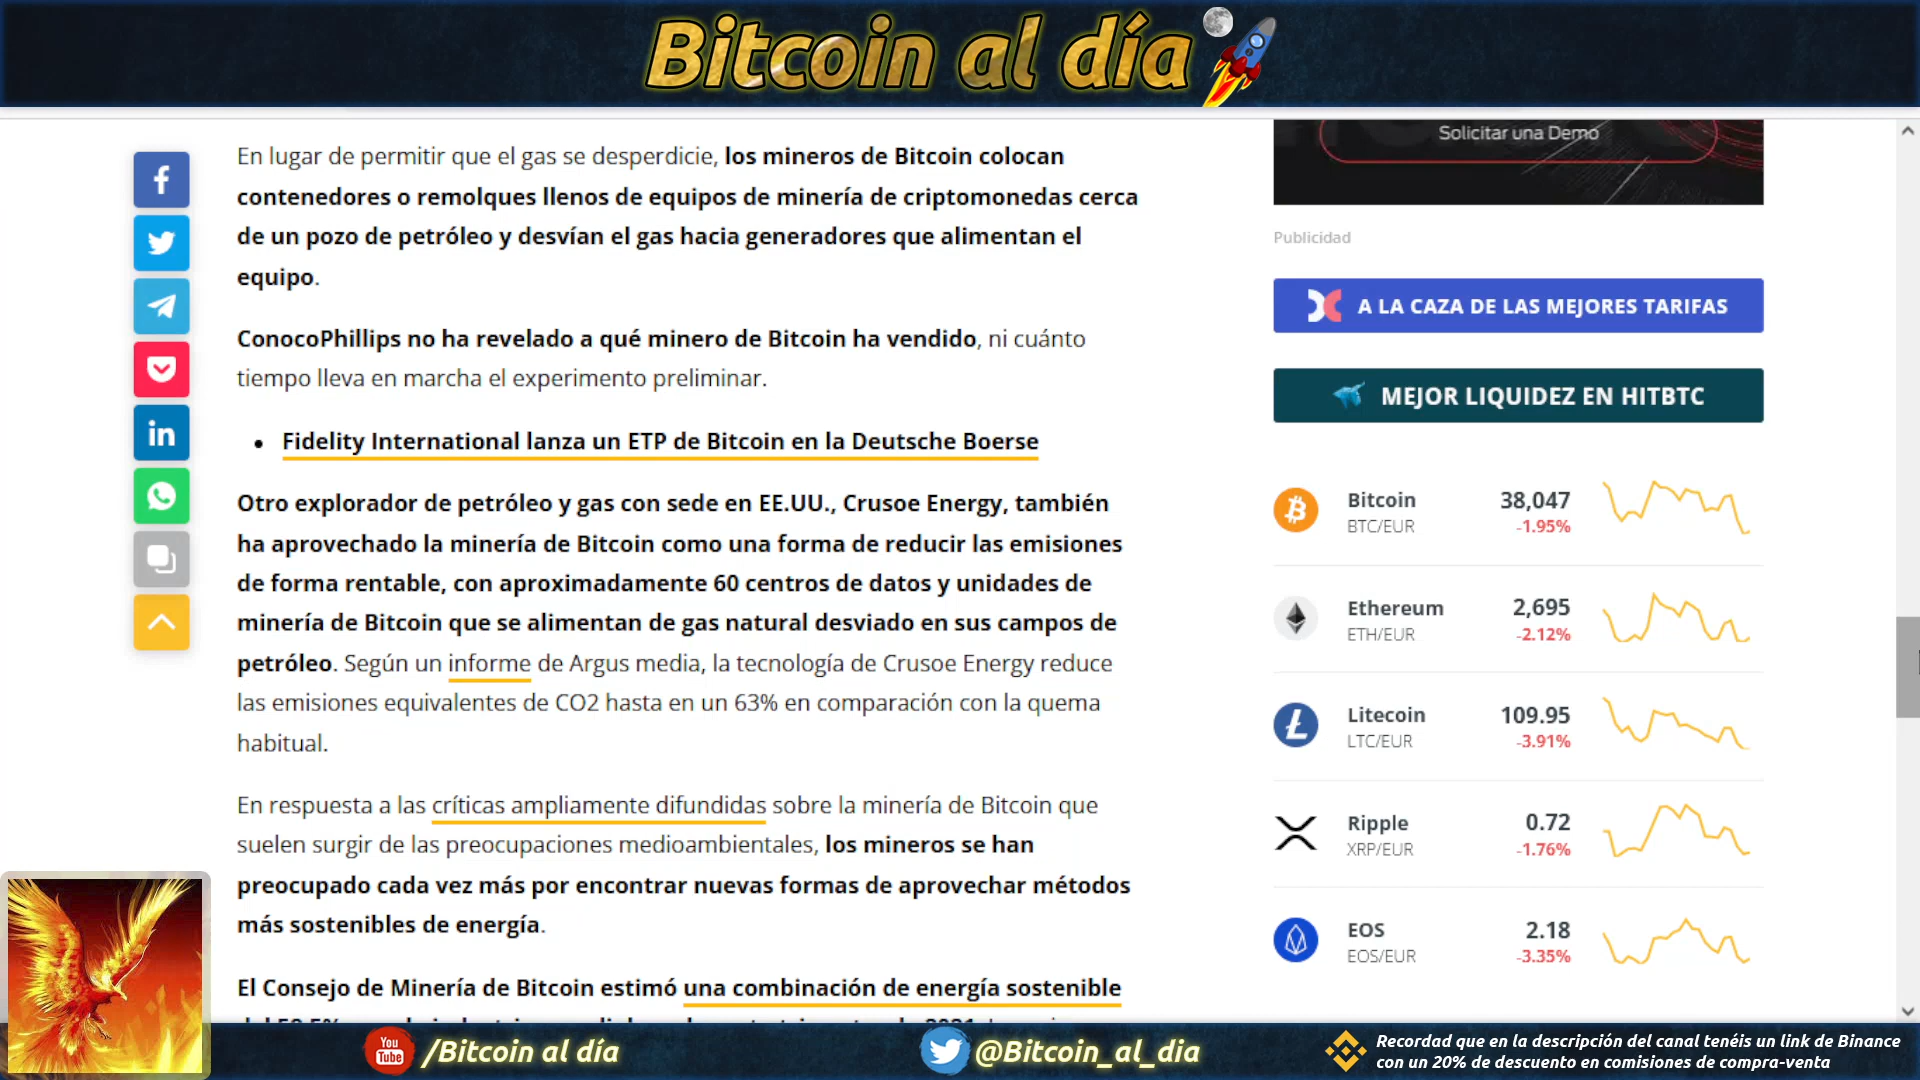 Bitcoin al día
En lugar de permitir que el gas se desperdicie, los mineros de Bitcoin colocan
contenedores o remolques llenos de equipos de minería de criptomonedas cerca
de un pozo de petróleo y desvían el gas hacia generadores que alimentan el
equipo.
ConocoPhillips no ha revelado a qué minero de Bitcoin ha vendido, ni cuánto
tiempo lleva en marcha el experimento preliminar.
• Fidelity International lanza un ETP de Bitcoin en la Deutsche Boerse
Otro explorador de petróleo y gas con sede en EE.UU., Crusoe Energy, también
ha aprovechado la minería de Bitcoin como una forma de reducir las emisiones
de forma rentable, con aproximadamente 60 centros de datos y unidades de
minería de Bitcoin que se alimentan de gas natural desviado en sus campos de
petróleo. Según un informe de Argus media, la tecnología de Crusoe Energy reduce
las emisiones equivalentes de CO2 hasta en un 63% en comparación con la quema
habitual.
En respuesta a las críticas ampliamente difundidas sobre la minería de Bitcoin que
suelen surgir de las preocupaciones medioambientales, los mineros se han
preocupado cada vez más por encontrar nuevas formas de aprovechar métodos
más sostenibles de energía.
El Consejo de Minería de Bitcoin estimó una combinación de energía sostenible
Solicitar una Demo
Publicidad
A LA CAZA DE LAS MEJORES TARIFAS
MEJOR LIQUIDEZ EN HITBTC
Bitcoin 38,047
BTC/EUR -1.95%
Ethereum 2,695
ETH/EUR -2.12%
Litecoin 109.95
LTC/EUR -3.91%
Ripple 0.72
XRP/EUR -1.76%
EOS 2.18
EOS/EUR -3.35%
You
Tube
/Bitcoin al día
@Bitcoin_al_dia
Recordad que en la descripción del canal tenéis un link de Binance
con un 20% de descuento en comisiones de compra-venta